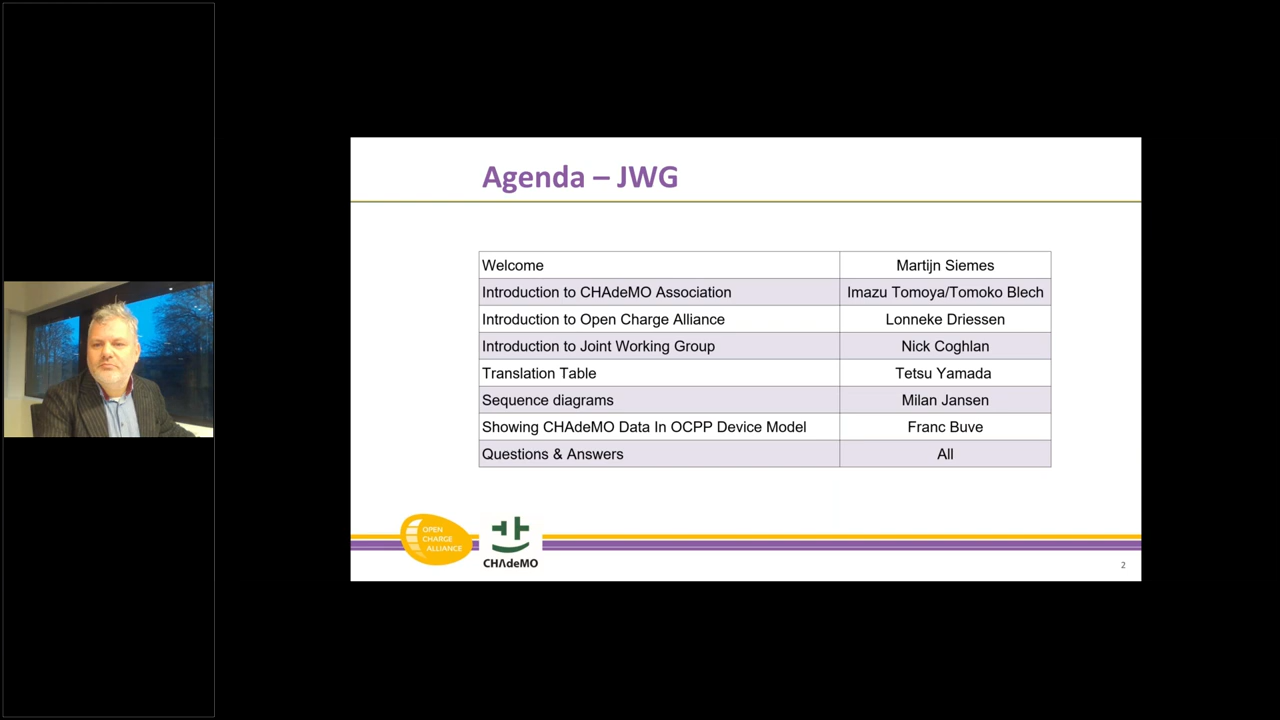 Agenda – JWG
Welcome Martijn Siemes
Introduction to CHAdeMO Association Imazu Tomoya/Tomoko Blech
Introduction to Open Charge Alliance Lonneke Driessen
Introduction to Joint Working Group Nick Coghlan
Translation Table Tetsu Yamada
Sequence diagrams Milan Jansen
Showing CHAdeMO Data In OCPP Device Model Franc Buve
Questions & Answers All
OPEN
CHARGE
ALLIANCE
CHΛdeMO
2